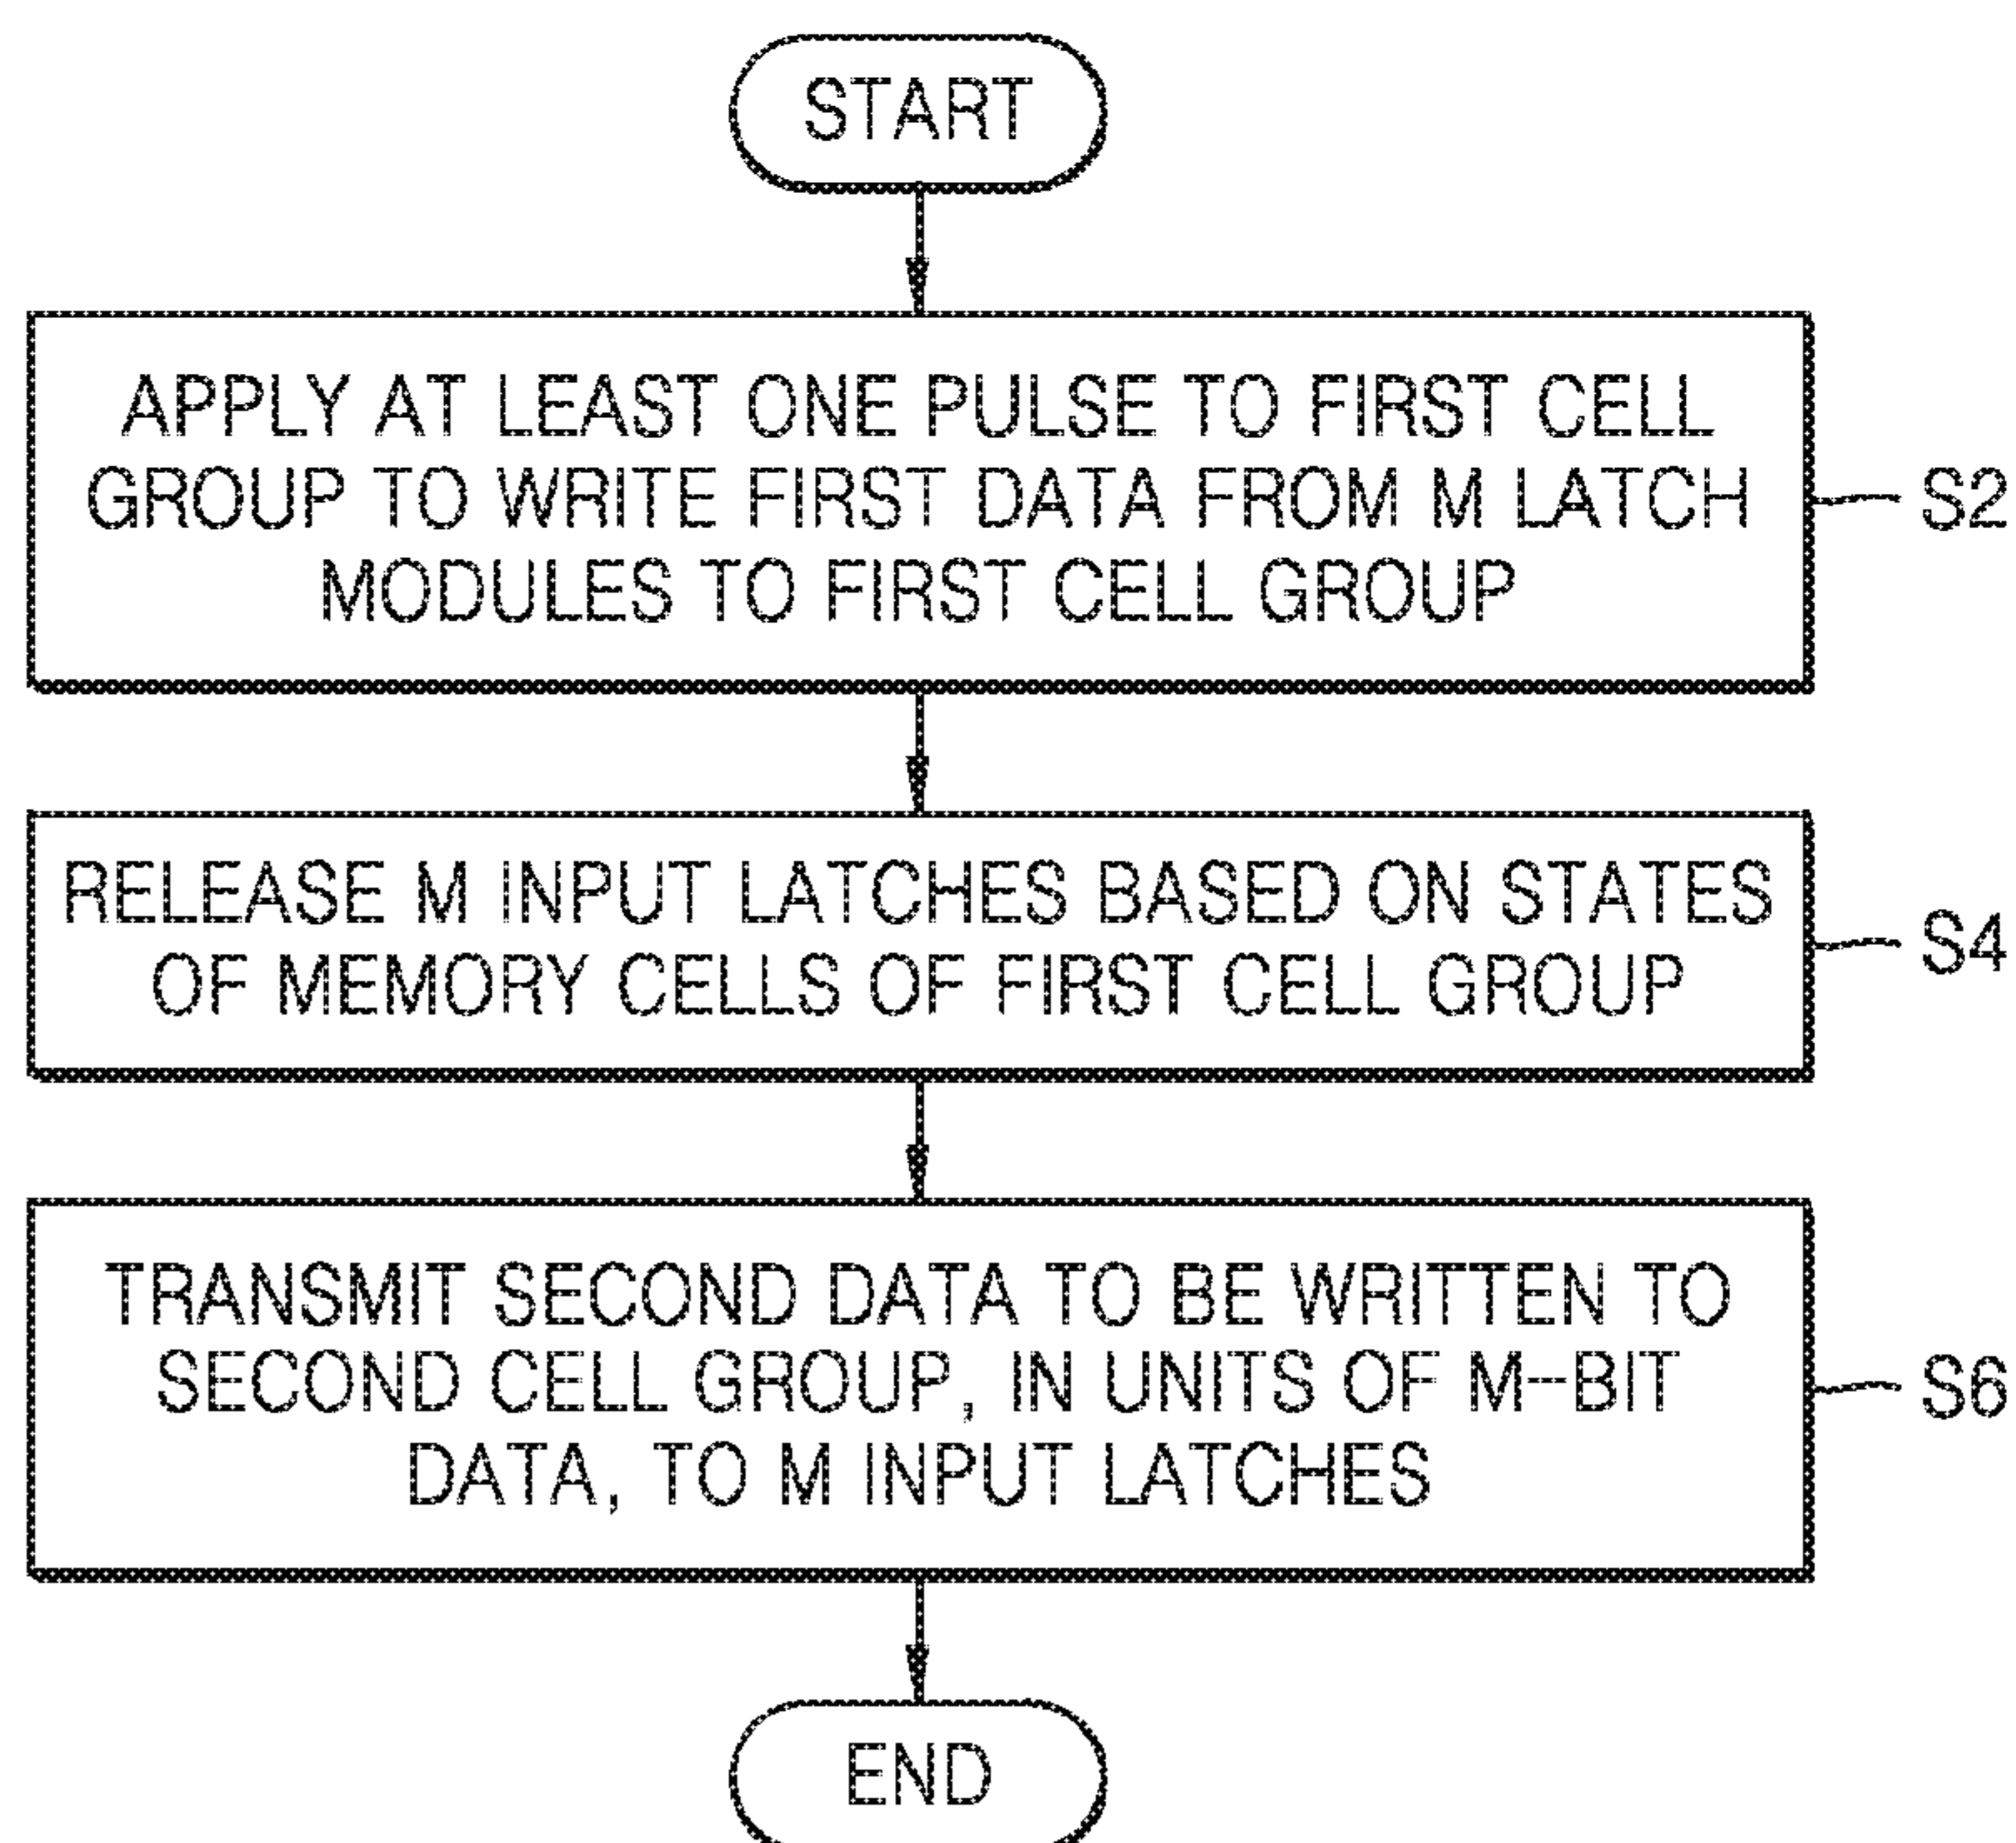 START
APPLY AT LEAST ONE PULSE TO FIRST CELL
GROUP TO WRITE FIRST DATA FROM M LATCH
MODULES TO FIRST CELL GROUP
S2
RELEASE M INPUT LATCHES BASED ON STATES
OF MEMORY CELLS OF FIRST CELL GROUP
S4
TRANSMIT SECOND DATA TO BE WRITTEN TO
SECOND CELL GROUP, IN UNITS OF M-BIT
DATA, TO M INPUT LATCHES
S6
END